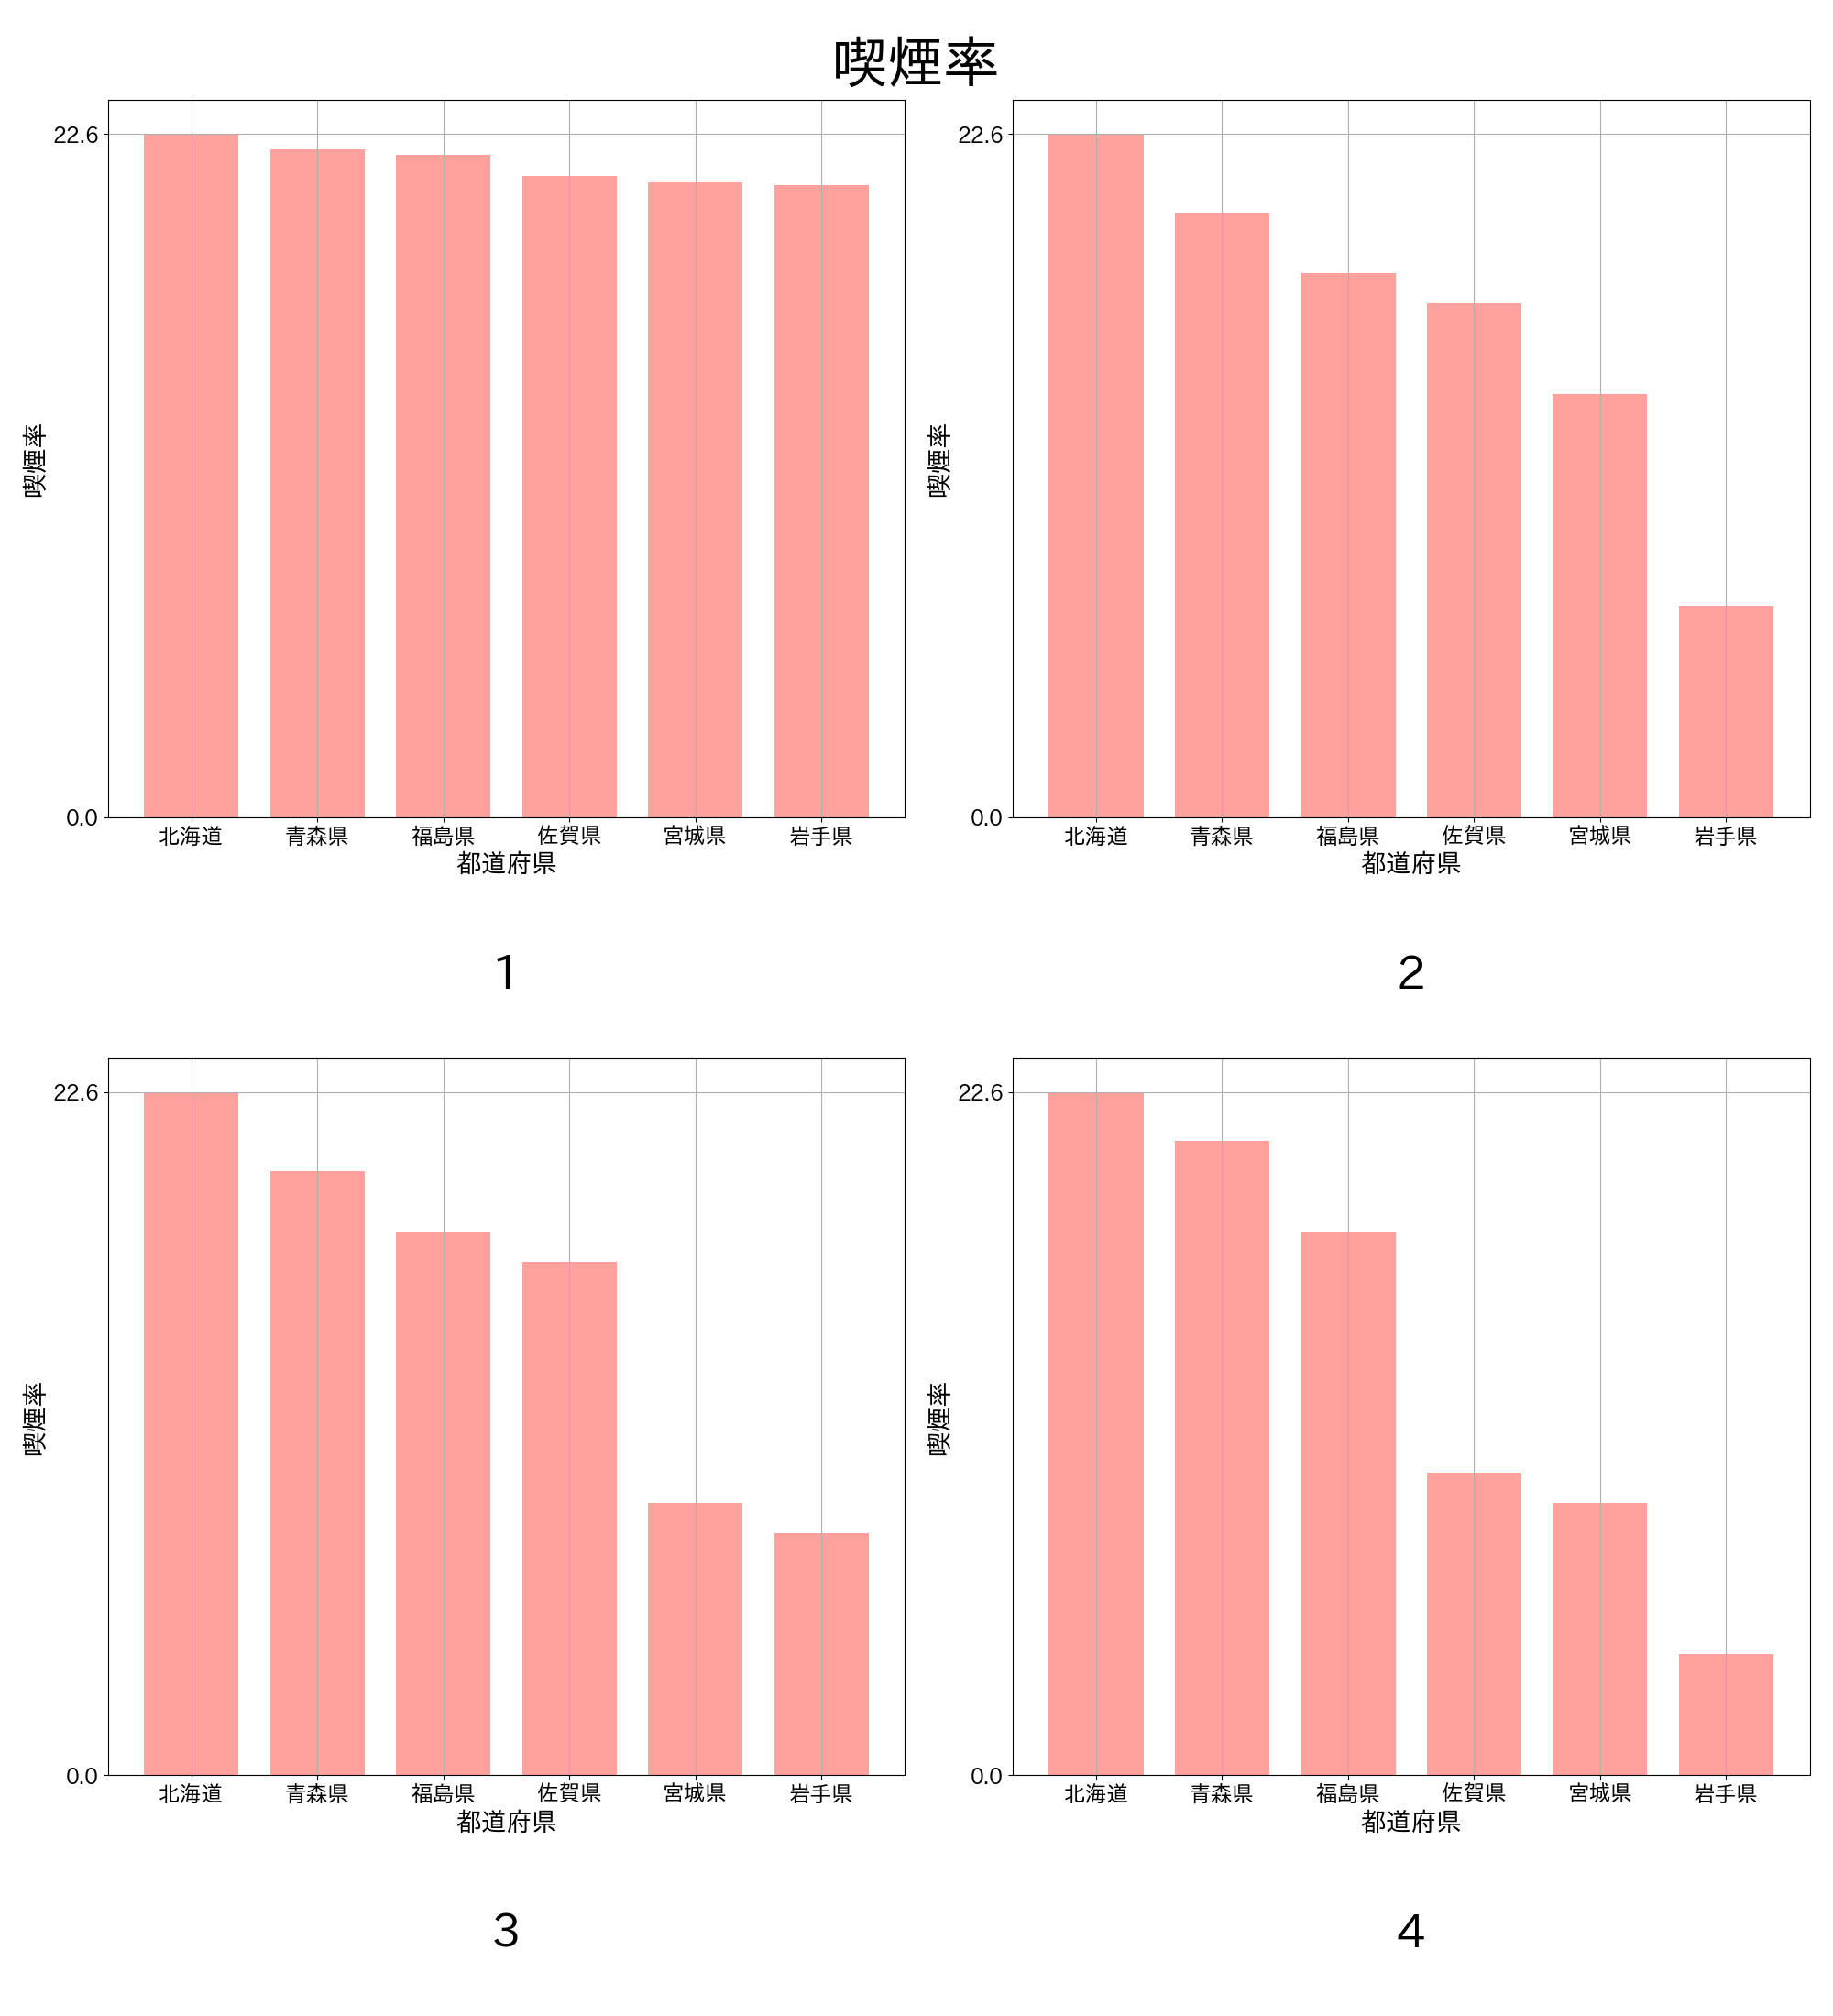 喫煙率
22.6
0.0
喫煙率
北海道 青森県 福島県 佐賀県 宮城県 岩手県
都道府県
1
22.6
0.0
喫煙率
北海道 青森県 福島県 佐賀県 宮城県 岩手県
都道府県
2
22.6
0.0
喫煙率
北海道 青森県 福島県 佐賀県 宮城県 岩手県
都道府県
3
22.6
0.0
喫煙率
北海道 青森県 福島県 佐賀県 宮城県 岩手県
都道府県
4